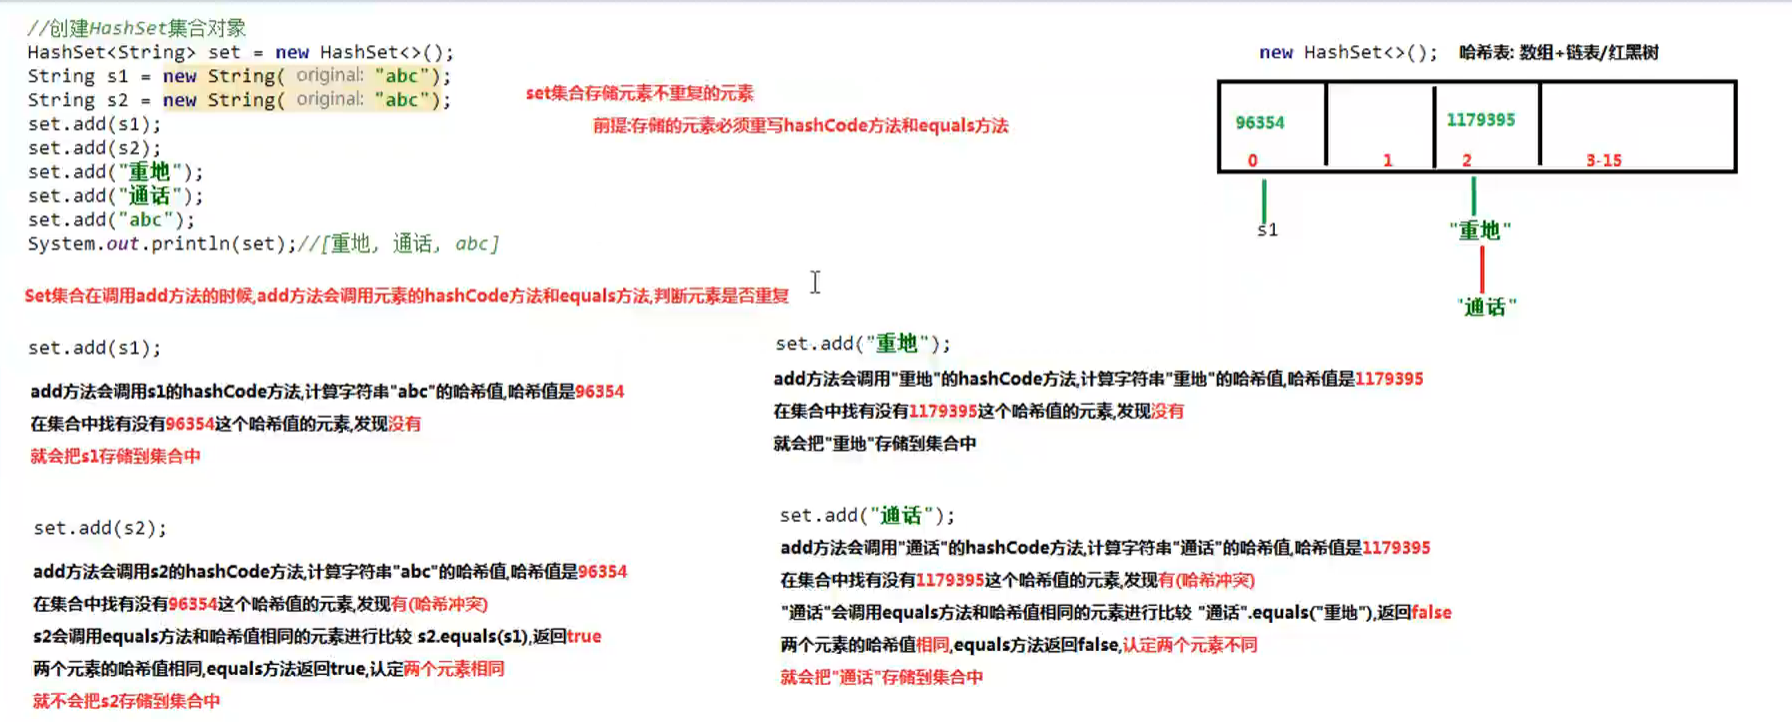 //创建HashSet集合对象
HashSet<String> set = new HashSet<>();
String s1 = new String( original: "abc");
String s2 = new String( original: "abc");
set.add(s1);
set.add(s2);
set.add("重地");
set.add("通话");
set.add("abc");
System.out.println(set);//[重地, 通话, abc]
set集合存储元素不重复的元素
前提:存储的元素必须重写hashCode方法和equals方法
new HashSet<>(); 哈希表: 数组+链表/红黑树
96354 1179395
0 1 2 3-15
s1 "重地"
"通话"
Set集合在调用add方法的时候,add方法会调用元素的hashCode方法和equals方法,判断元素是否重复
set.add(s1);
add方法会调用s1的hashCode方法,计算字符串"abc"的哈希值,哈希值是96354
在集合中找有没有96354这个哈希值的元素,发现没有
就会把s1存储到集合中
set.add("重地");
add方法会调用"重地"的hashCode方法,计算字符串"重地"的哈希值,哈希值是1179395
在集合中找有没有1179395这个哈希值的元素,发现没有
就会把"重地"存储到集合中
set.add(s2);
add方法会调用s2的hashCode方法,计算字符串"abc"的哈希值,哈希值是96354
在集合中找有没有96354这个哈希值的元素,发现有(哈希冲突)
s2会调用equals方法和哈希值相同的元素进行比较 s2.equals(s1),返回true
两个元素的哈希值相同,equals方法返回true,认定两个元素相同
就不会把s2存储到集合中
set.add("通话");
add方法会调用"通话"的hashCode方法,计算字符串"通话"的哈希值,哈希值是1179395
在集合中找有没有1179395这个哈希值的元素,发现有(哈希冲突)
"通话"会调用equals方法和哈希值相同的元素进行比较 "通话".equals("重地"),返回false
两个元素的哈希值相同,equals方法返回false,认定两个元素不同
就会把"通话"存储到集合中